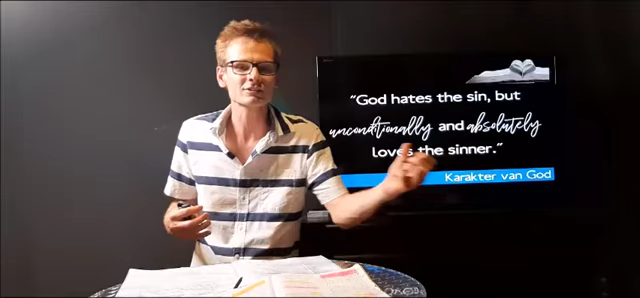 "God hates the sin, but
unconditionally and absolutely
loves the sinner."
Karakter van God